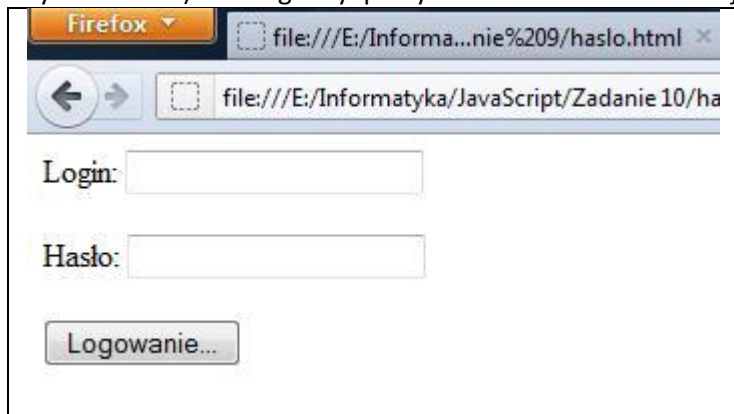 Firefox
file:///E:/Informa...nie%209/haslo.html ×
file:///E:/Informatyka/JavaScript/Zadanie 10/ha
Login:
Hasło:
Logowanie...